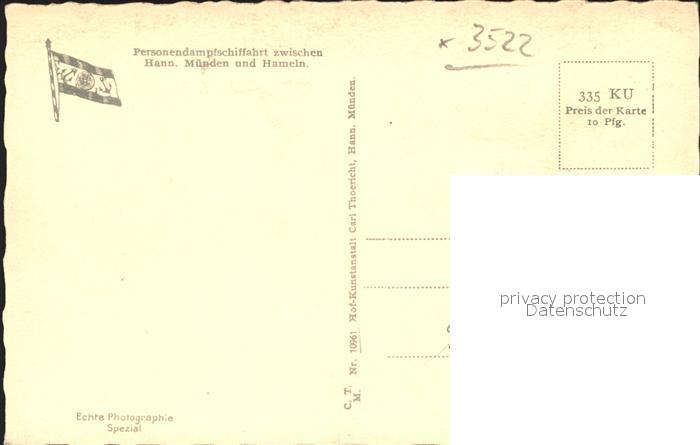 Personendampfschiffahrt zwischen
Hann. Münden und Hameln.
x 3522
335 KU
Preis der Karte
10 Pfg.
C. T. M. Nr. 10961 Hof-Kunstanstalt Carl Thoericht, Hann. Münden.
privacy protection
Datenschutz
Echte Photographie
Spezial